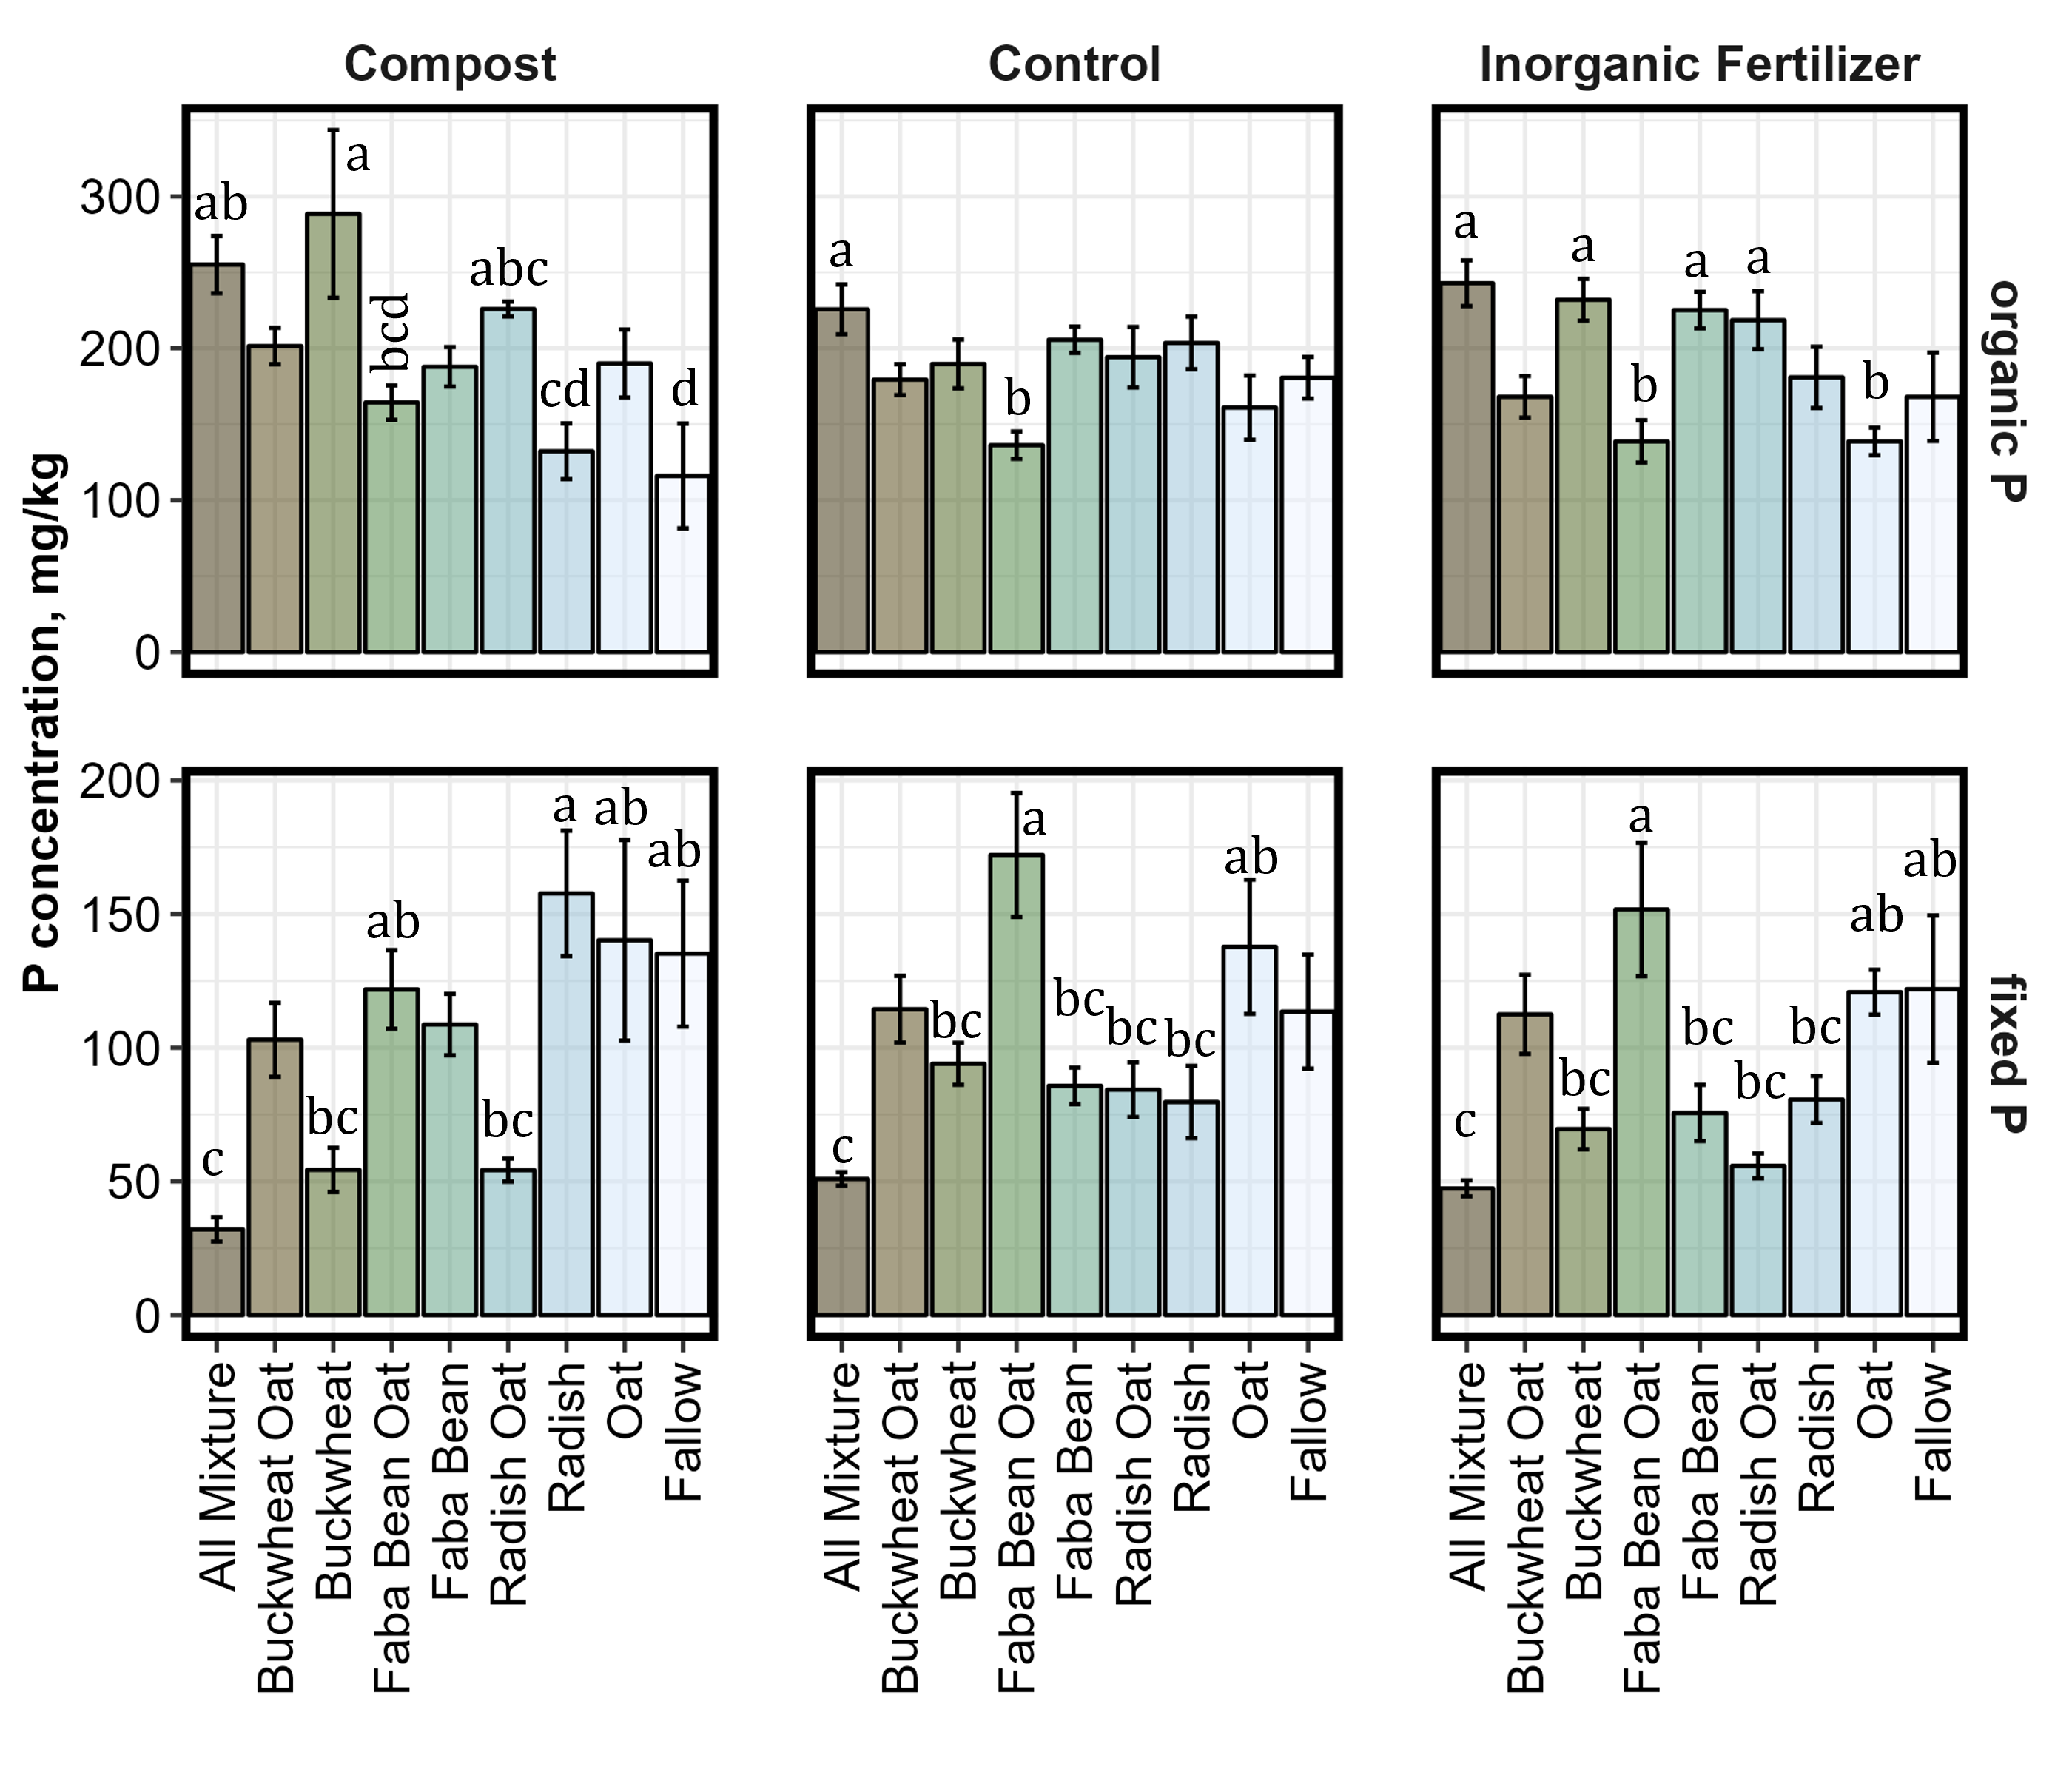 Compost
Control
Inorganic Fertilizer
P concentration, mg/kg
300
200
100
0
ab
a
bcd
abc
cd
d
a
b
a
a
b
a
a
b
organic P
200
150
100
50
0
c
bc
ab
bc
a
ab
ab
c
bc
a
bc
bc
bc
ab
c
bc
a
bc
bc
bc
ab
ab
fixed P
All Mixture
Buckwheat Oat
Buckwheat
Faba Bean Oat
Faba Bean
Radish Oat
Radish
Oat
Fallow
All Mixture
Buckwheat Oat
Buckwheat
Faba Bean Oat
Faba Bean
Radish Oat
Radish
Oat
Fallow
All Mixture
Buckwheat Oat
Buckwheat
Faba Bean Oat
Faba Bean
Radish Oat
Radish
Oat
Fallow